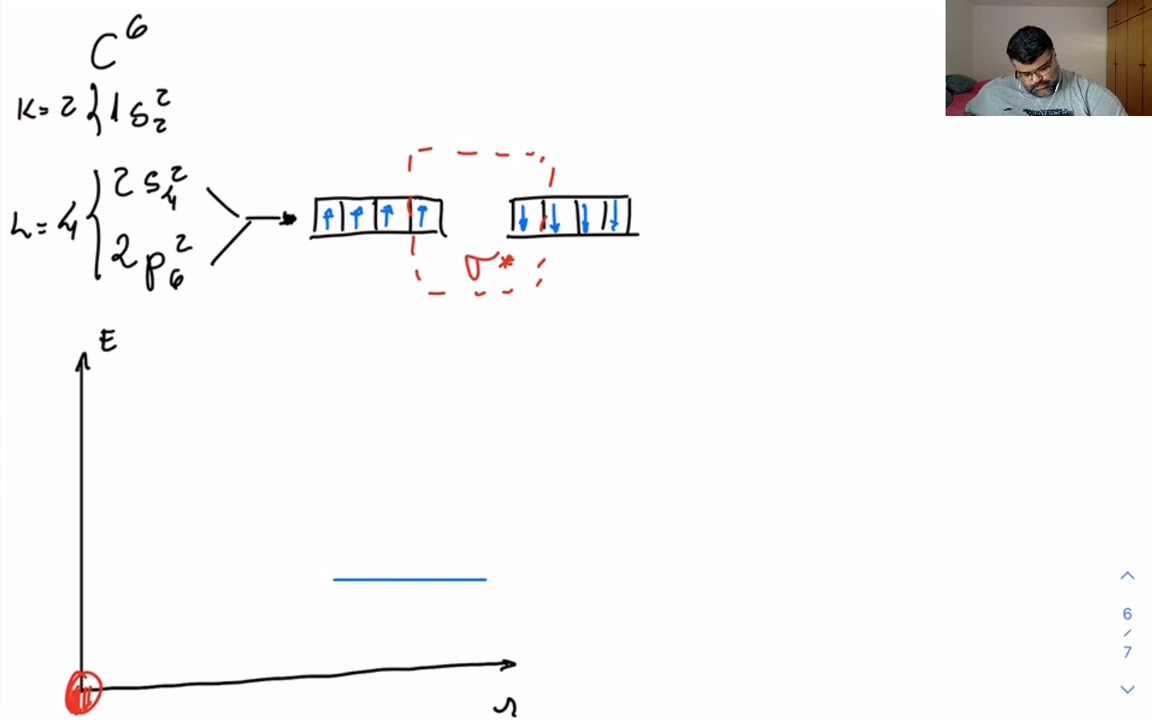 C⁶
K=2 { 1s²₂
L=4 { 2s²₄
2p²₆
σ*
E
r
6
/
7